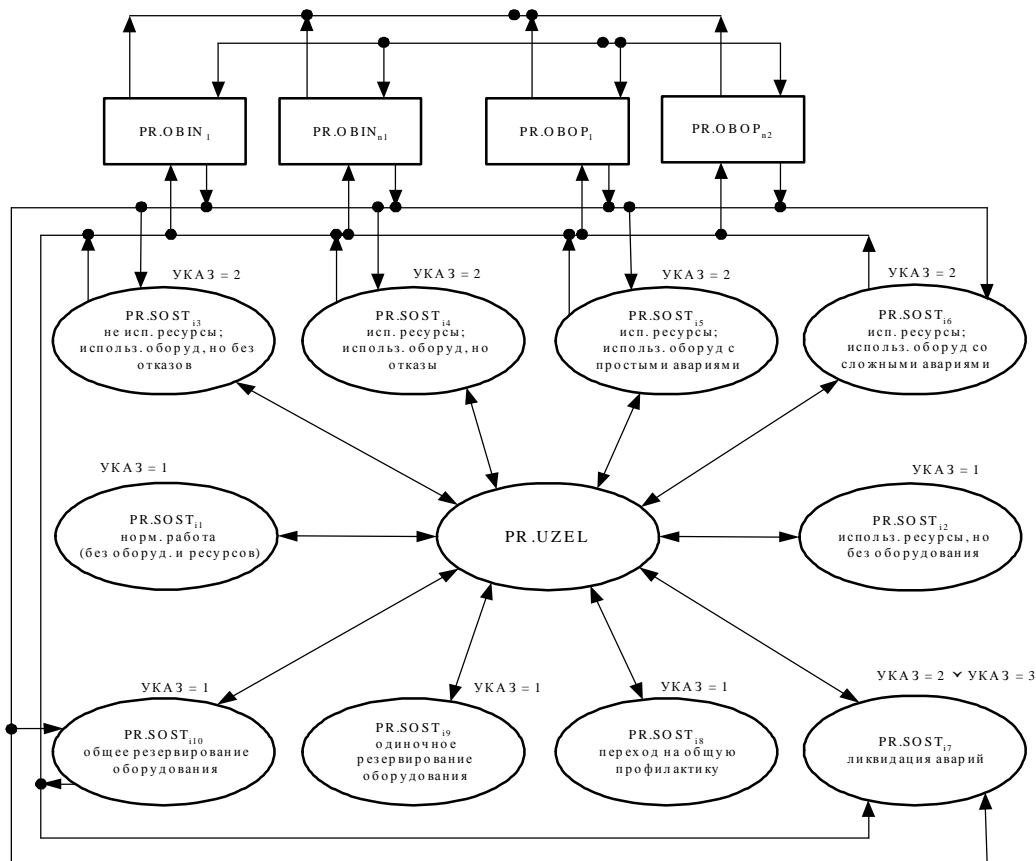 PR.OBIN₁
PR.OBINₙ₁
PR.OBOP₁
PR.OBOPₙ₂
УКАЗ = 2
УКАЗ = 2
УКАЗ = 2
УКАЗ = 2
PR.SOSTᵢ₃
не исп. ресурсы;
использ. оборуд, но без
отказов
PR.SOSTᵢ₄
исп. ресурсы;
использ. оборуд, но
отказы
PR.SOSTᵢ₅
исп. ресурсы;
использ. оборуд с
простыми авариями
PR.SOSTᵢ₆
исп. ресурсы;
использ. оборуд со
сложными авариями
УКАЗ = 1
УКАЗ = 1
PR.SOSTᵢ₁
норм. работа
(без оборуд. и ресурсов)
PR.UZEL
PR.SOSTᵢ₂
использ. ресурсы, но
без оборудования
УКАЗ = 1
УКАЗ = 1
УКАЗ = 1
УКАЗ = 2 ˅ УКАЗ = 3
PR.SOSTᵢ₁₀
общее резервирование
оборудования
PR.SOSTᵢ₉
одиночное
резервирование
оборудования
PR.SOSTᵢ₈
переход на общую
профилактику
PR.SOSTᵢ₇
ликвидация аварий